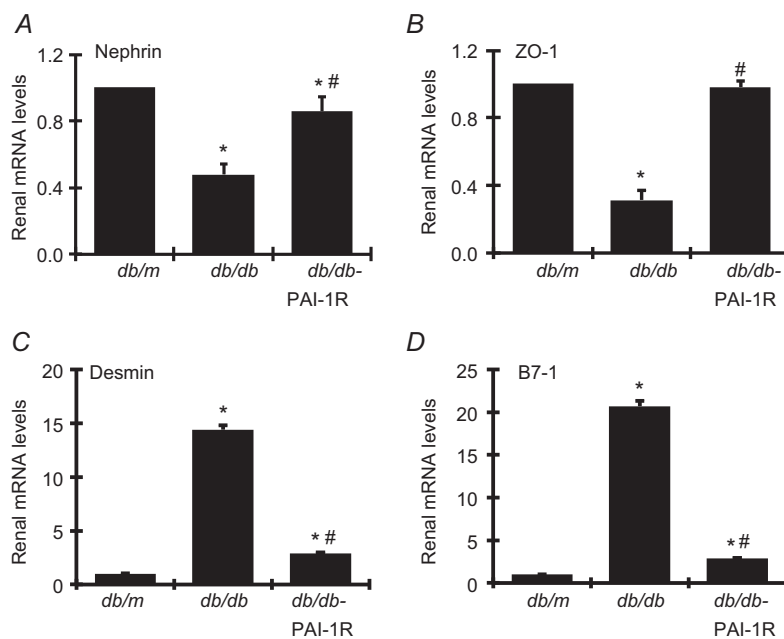 A
Nephrin
Renal mRNA levels
1.2
0.8
0.4
0.0
*
* #
db/m
db/db
db/db-
PAI-1R
B
ZO-1
Renal mRNA levels
1.2
0.8
0.4
0.0
*
#
db/m
db/db
db/db-
PAI-1R
C
Desmin
Renal mRNA levels
20
15
10
5
0
*
* #
db/m
db/db
db/db-
PAI-1R
D
B7-1
Renal mRNA levels
25
20
15
10
5
0
*
* #
db/m
db/db
db/db-
PAI-1R